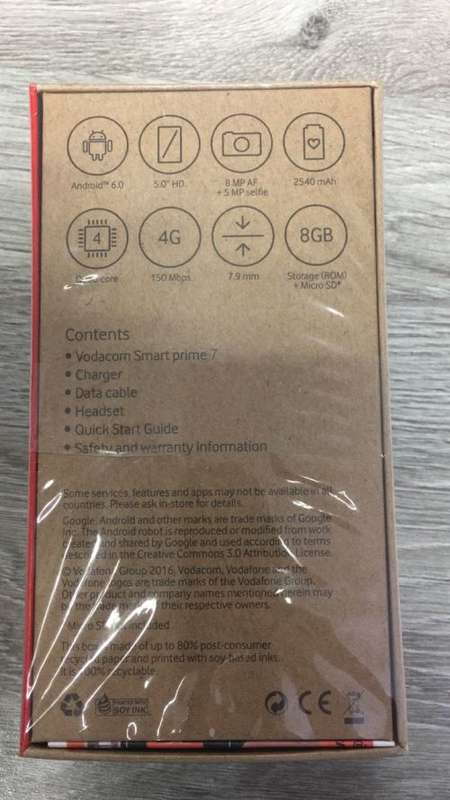 Android™ 6.0
5.0" HD
8 MP AF
+ 5 MP selfie
2540 mAh
4
4G
8GB
core
150 Mbps
7.9 mm
Storage (ROM)
+ Micro SD*
Contents
• Vodacom Smart prime 7
• Charger
• Data cable
• Headset
• Quick Start Guide
• Safety and warranty Information
Some services, features and apps may not be available in all
countries. Please ask in-store for details.
Google, Android and other marks are trade marks of Google
Inc. The Android robot is reproduced or modified from work
created and shared by Google and used according to terms
described in the Creative Commons 3.0 Attribution License.
© Vodafone Group 2016. Vodacom, Vodafone and the
Vodafone logos are trade marks of the Vodafone Group.
Other product and company names mentioned herein may
be the trade marks of their respective owners.
included
This box is made of up to 80% post-consumer
recycled paper and printed with soy-based inks.
It is 100% recyclable.
PRINTED WITH
SOY INK
CE